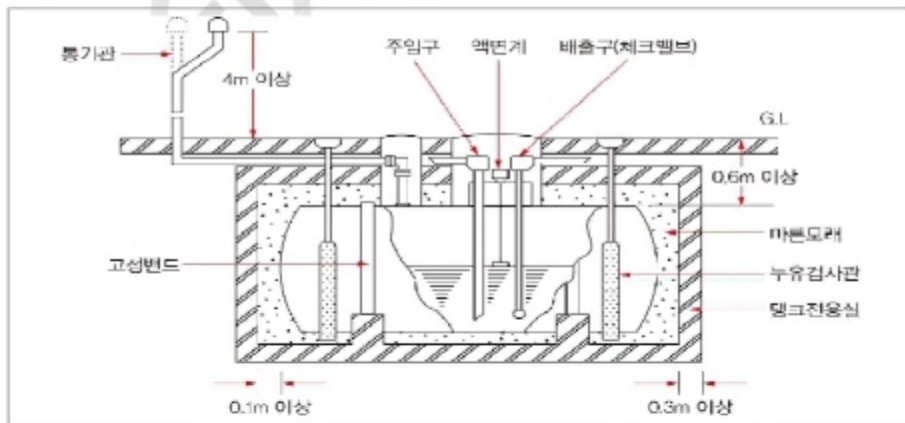 통기관
4m 이상
주입구
액면계
배출구(체크밸브)
G.L
0.6m 이상
고정밴드
마른모래
누유검사관
탱크전용실
0.1m 이상
0.3m 이상